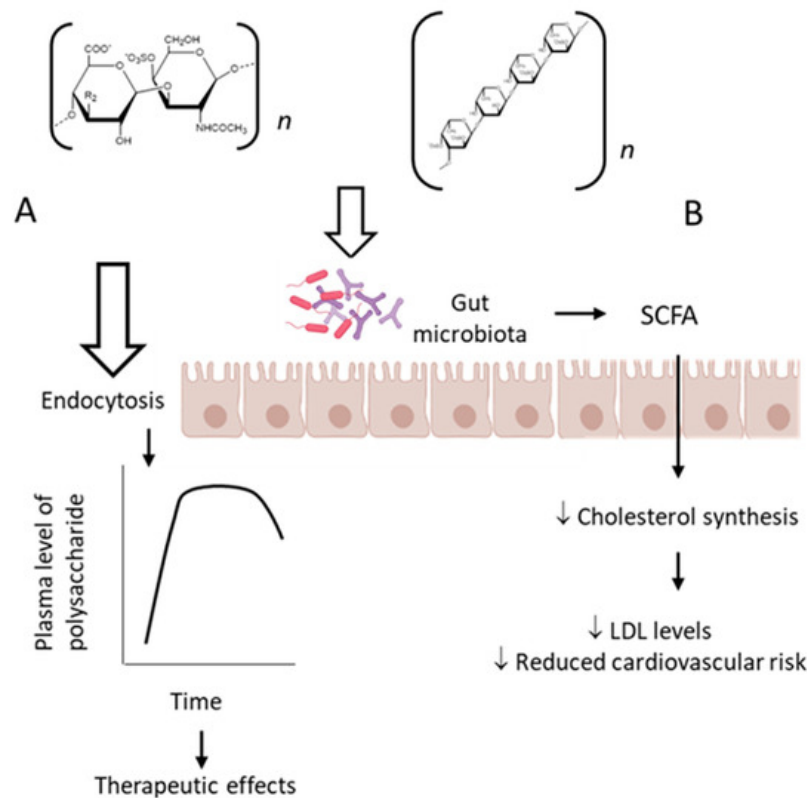 COO⁻
R₂
OH
O
⁻O₃S
CH₂OH
O
NHCOCH₃
n
n
A
B
Gut
microbiota
SCFA
Endocytosis
Plasma level of
polysaccharide
Time
Therapeutic effects
↓ Cholesterol synthesis
↓ LDL levels
↓ Reduced cardiovascular risk